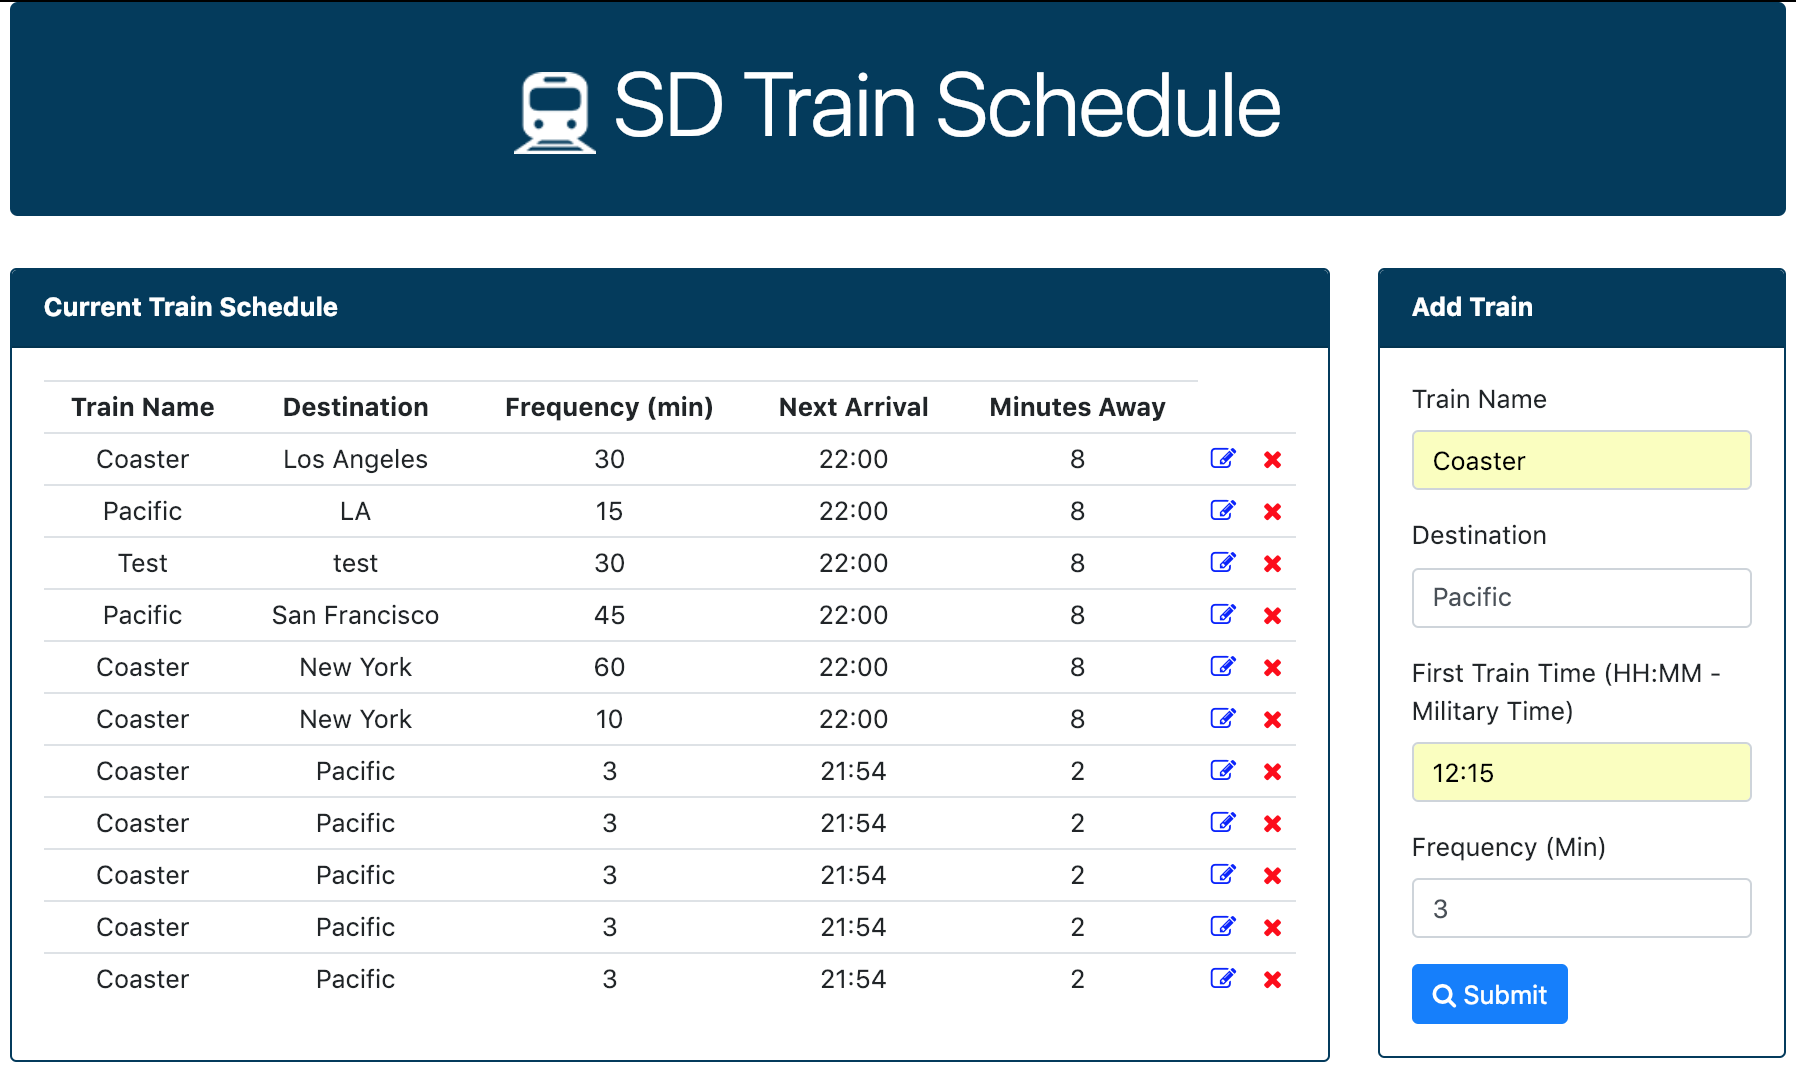 SD Train Schedule
Current Train Schedule
Train Name Destination Frequency (min) Next Arrival Minutes Away
Coaster Los Angeles 30 22:00 8
Pacific LA 15 22:00 8
Test test 30 22:00 8
Pacific San Francisco 45 22:00 8
Coaster New York 60 22:00 8
Coaster New York 10 22:00 8
Coaster Pacific 3 21:54 2
Coaster Pacific 3 21:54 2
Coaster Pacific 3 21:54 2
Coaster Pacific 3 21:54 2
Coaster Pacific 3 21:54 2
Add Train
Train Name
Coaster
Destination
Pacific
First Train Time (HH:MM -
Military Time)
12:15
Frequency (Min)
3
Submit